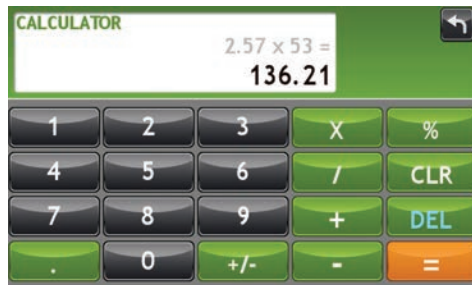 CALCULATOR
2.57 x 53 =
136.21
1 2 3 X %
4 5 6 / CLR
7 8 9 + DEL
. 0 +/- - =